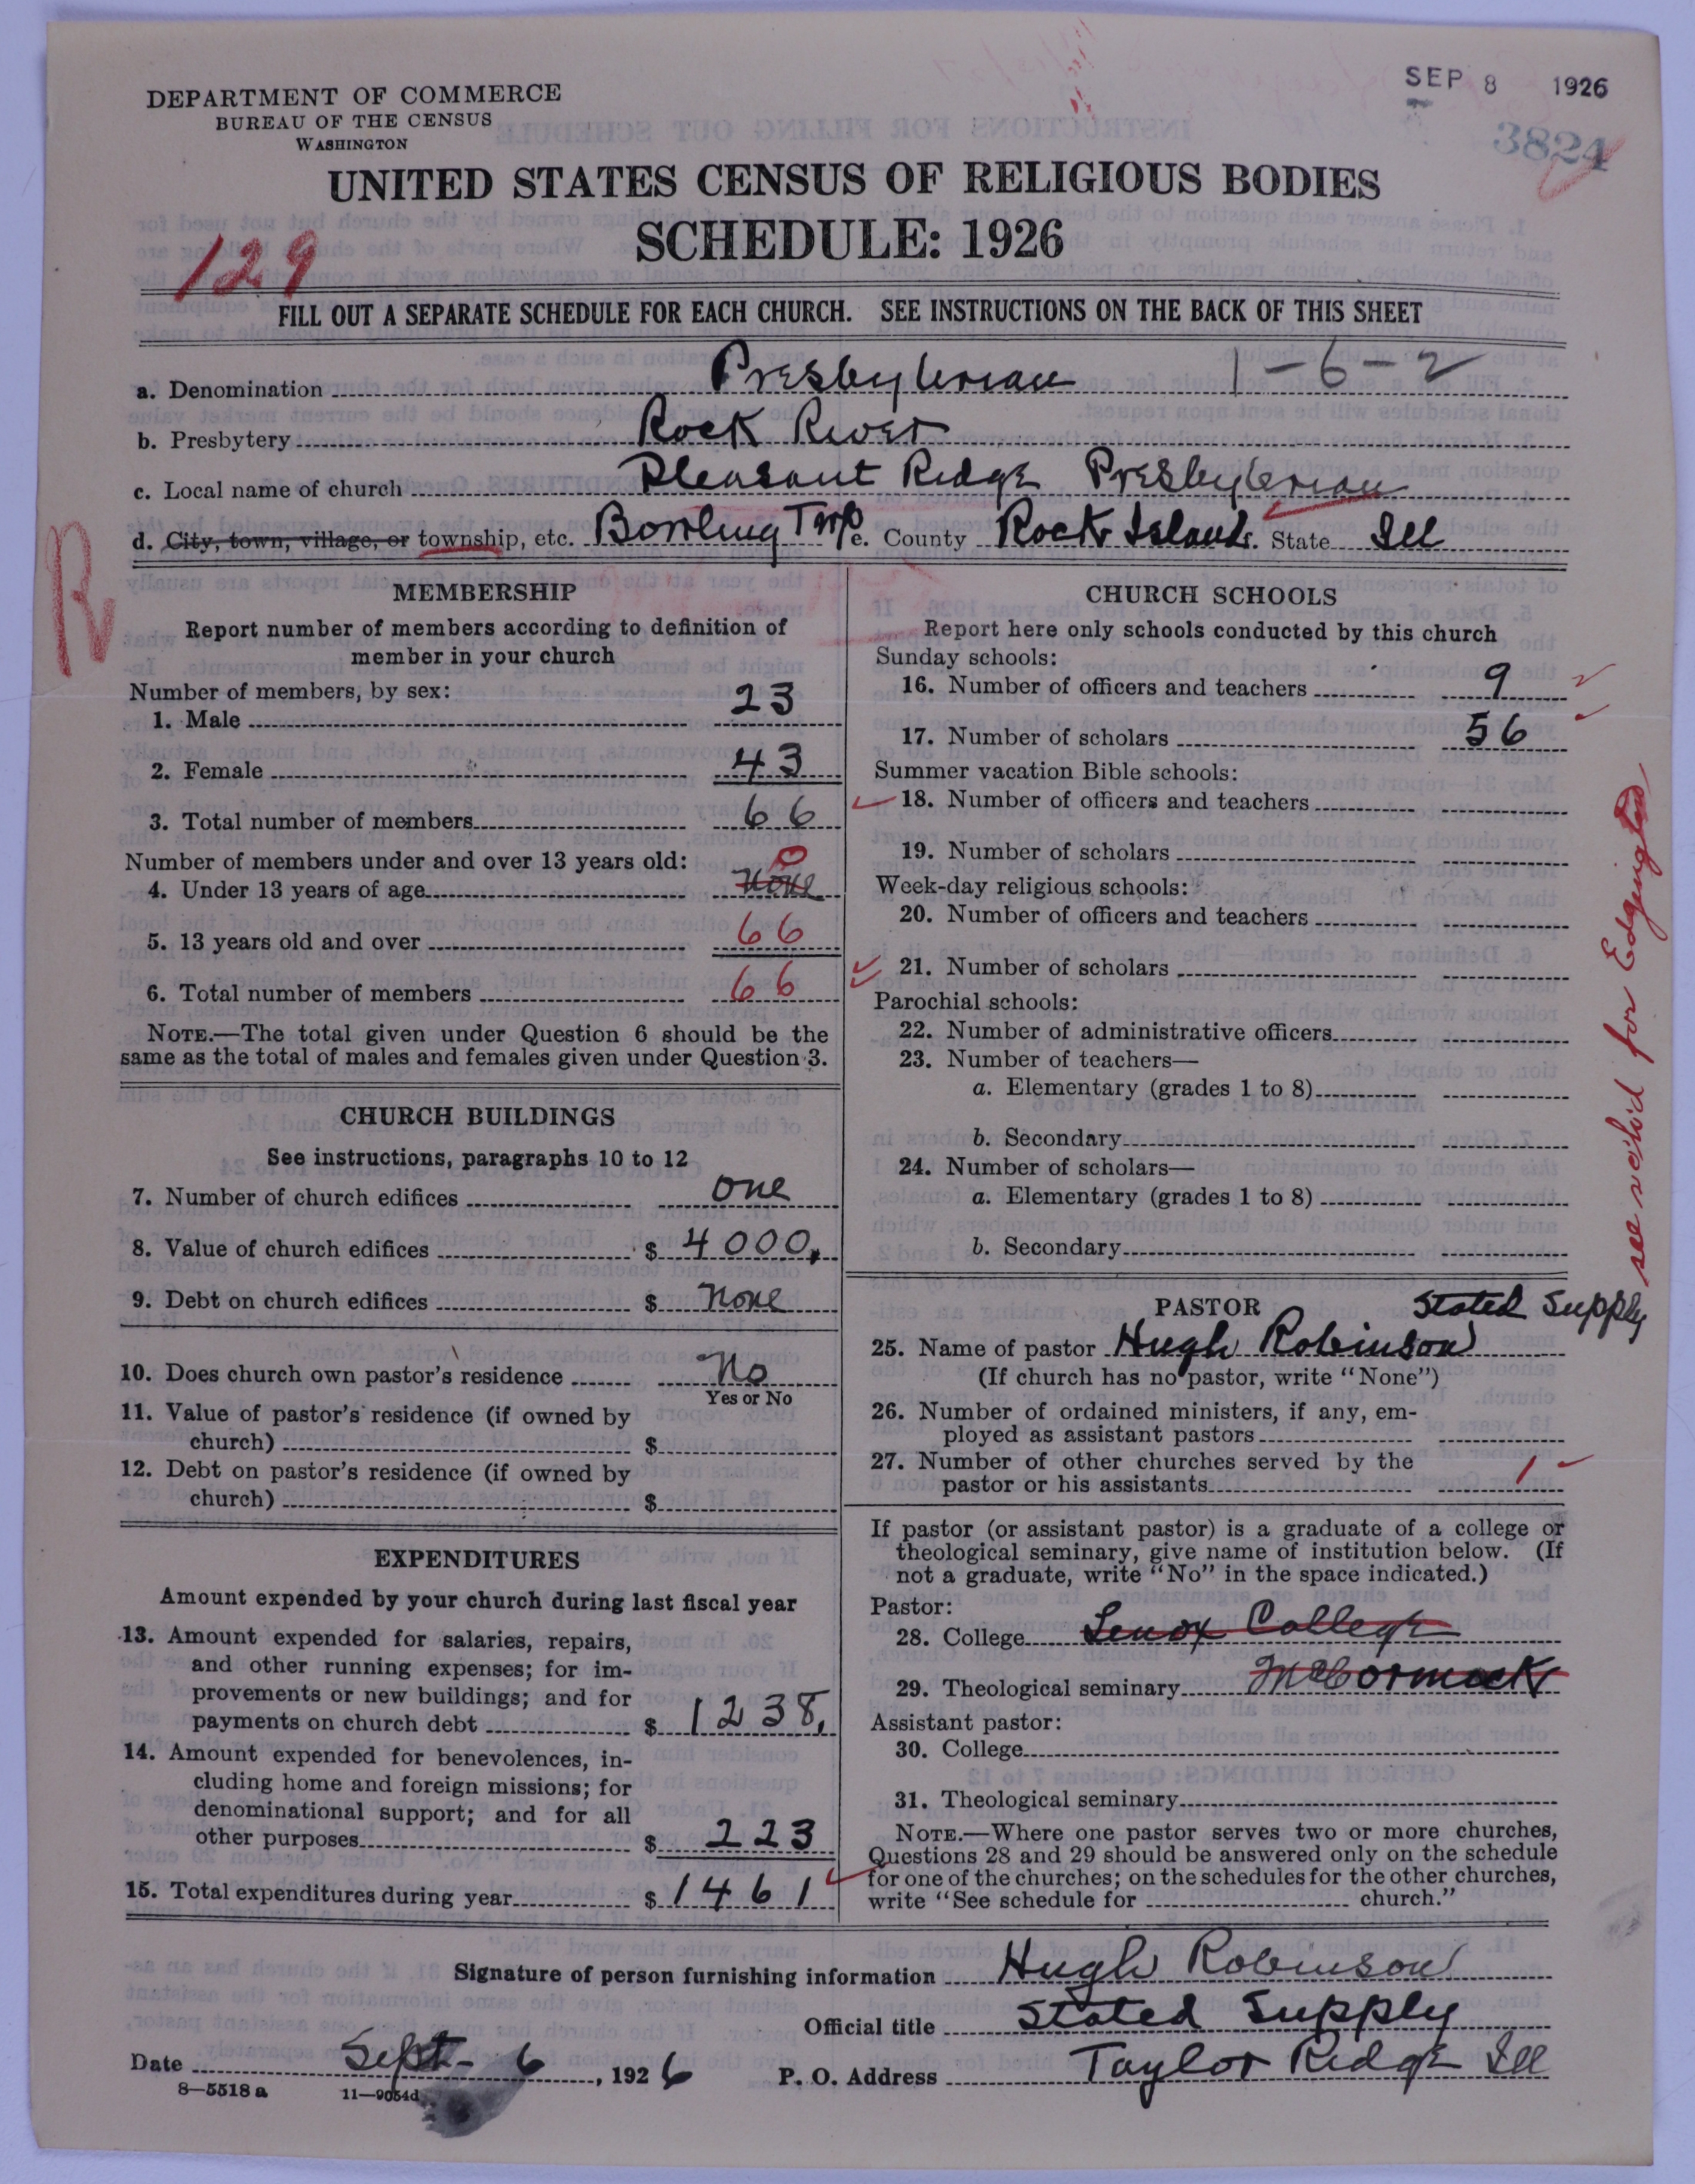 SEP 8 1926
3824
DEPARTMENT OF COMMERCE
BUREAU OF THE CENSUS
WASHINGTON
UNITED STATES CENSUS OF RELIGIOUS BODIES
SCHEDULE: 1926
129
FILL OUT A SEPARATE SCHEDULE FOR EACH CHURCH. SEE INSTRUCTIONS ON THE BACK OF THIS SHEET
a. Denomination Presbyterian 1-6-2
b. Presbytery Rock River
c. Local name of church Pleasant Ridge Presbyterian
d. City, town, village, or township, etc. Bowling Twp e. County Rock Island f. State Ill
R
MEMBERSHIP
Report number of members according to definition of
member in your church
Number of members, by sex:
1. Male 23
2. Female 43
3. Total number of members 66
Number of members under and over 13 years old:
4. Under 13 years of age None 0
5. 13 years old and over 66
6. Total number of members 66
NOTE.—The total given under Question 6 should be the
same as the total of males and females given under Question 3.
CHURCH BUILDINGS
See instructions, paragraphs 10 to 12
7. Number of church edifices one
8. Value of church edifices $ 4000.
9. Debt on church edifices $ None
10. Does church own pastor's residence No
Yes or No
11. Value of pastor's residence (if owned by
church) $
12. Debt on pastor's residence (if owned by
church) $
EXPENDITURES
Amount expended by your church during last fiscal year
13. Amount expended for salaries, repairs,
and other running expenses; for im-
provements or new buildings; and for
payments on church debt $ 1238.
14. Amount expended for benevolences, in-
cluding home and foreign missions; for
denominational support; and for all
other purposes $ 223
15. Total expenditures during year $ 1461
CHURCH SCHOOLS
Report here only schools conducted by this church
Sunday schools:
16. Number of officers and teachers 9
17. Number of scholars 56
Summer vacation Bible schools:
18. Number of officers and teachers
19. Number of scholars
Week-day religious schools:
20. Number of officers and teachers
21. Number of scholars
Parochial schools:
22. Number of administrative officers
23. Number of teachers—
a. Elementary (grades 1 to 8)
b. Secondary
24. Number of scholars—
a. Elementary (grades 1 to 8)
b. Secondary
see sched for Edgington
PASTOR Stated Supply
25. Name of pastor Hugh Robinson
(If church has no pastor, write "None")
26. Number of ordained ministers, if any, em-
ployed as assistant pastors
27. Number of other churches served by the
pastor or his assistants 1
If pastor (or assistant pastor) is a graduate of a college or
theological seminary, give name of institution below. (If
not a graduate, write "No" in the space indicated.)
Pastor:
28. College Lenox College
29. Theological seminary McCormack
Assistant pastor:
30. College
31. Theological seminary
NOTE.—Where one pastor serves two or more churches,
Questions 28 and 29 should be answered only on the schedule
for one of the churches; on the schedules for the other churches,
write "See schedule for church."
Signature of person furnishing information Hugh Robinson
Official title Stated Supply
Date Sept- 6, 1926 P. O. Address Taylor Ridge Ill
8—5518 a 11—9054d